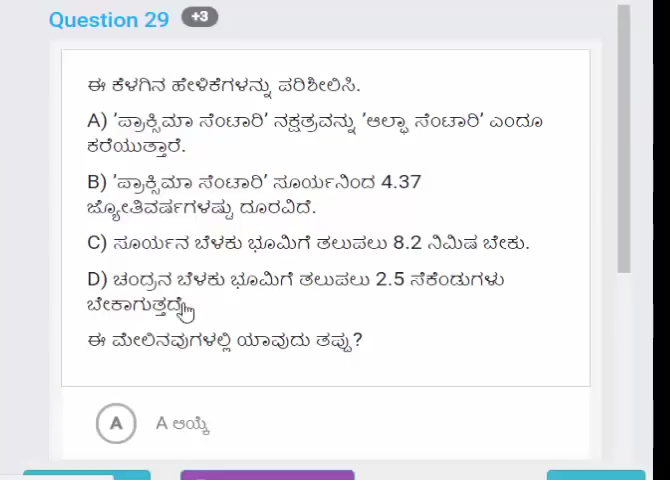 Question 29 +3
ಈ ಕೆಳಗಿನ ಹೇಳಿಕೆಗಳನ್ನು ಪರಿಶೀಲಿಸಿ.
A) 'ಪ್ರಾಕ್ಸಿಮಾ ಸೆಂಟಾರಿ' ನಕ್ಷತ್ರವನ್ನು 'ಆಲ್ಫಾ ಸೆಂಟಾರಿ' ಎಂದೂ
ಕರೆಯುತ್ತಾರೆ.
B) 'ಪ್ರಾಕ್ಸಿಮಾ ಸೆಂಟಾರಿ' ಸೂರ್ಯನಿಂದ 4.37
ಜ್ಯೋತಿವರ್ಷಗಳಷ್ಟು ದೂರವಿದೆ.
C) ಸೂರ್ಯನ ಬೆಳಕು ಭೂಮಿಗೆ ತಲುಪಲು 8.2 ನಿಮಿಷ ಬೇಕು.
D) ಚಂದ್ರನ ಬೆಳಕು ಭೂಮಿಗೆ ತಲುಪಲು 2.5 ಸೆಕೆಂಡುಗಳು
ಬೇಕಾಗುತ್ತದೆ.
ಈ ಮೇಲಿನವುಗಳಲ್ಲಿ ಯಾವುದು ತಪ್ಪು?
A A ಆಯ್ಕೆ